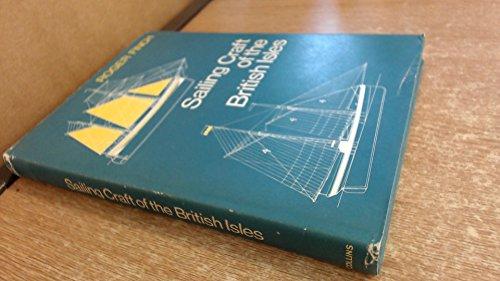 ROGER FINCH
Sailing Craft
of the
British Isles
Sailing Craft of the British Isles
COLLINS